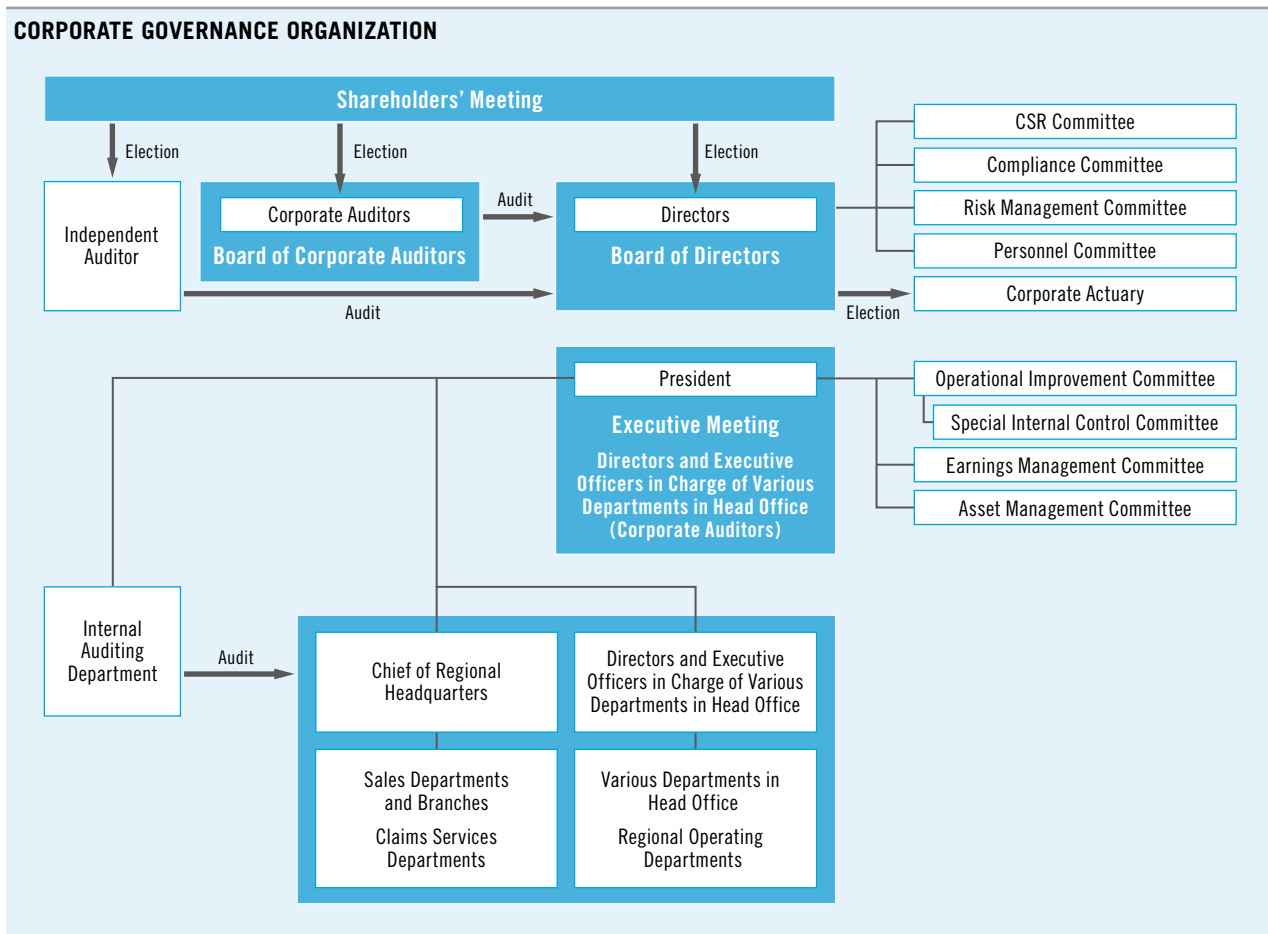 CORPORATE GOVERNANCE ORGANIZATION
Shareholders’ Meeting
Election
Election
Election
Independent
Auditor
Corporate Auditors
Board of Corporate Auditors
Audit
Directors
Board of Directors
Audit
Election
CSR Committee
Compliance Committee
Risk Management Committee
Personnel Committee
Corporate Actuary
President
Executive Meeting
Directors and Executive
Officers in Charge of Various
Departments in Head Office
(Corporate Auditors)
Operational Improvement Committee
Special Internal Control Committee
Earnings Management Committee
Asset Management Committee
Internal
Auditing
Department
Audit
Chief of Regional
Headquarters
Directors and Executive
Officers in Charge of Various
Departments in Head Office
Sales Departments
and Branches
Claims Services
Departments
Various Departments in
Head Office
Regional Operating
Departments